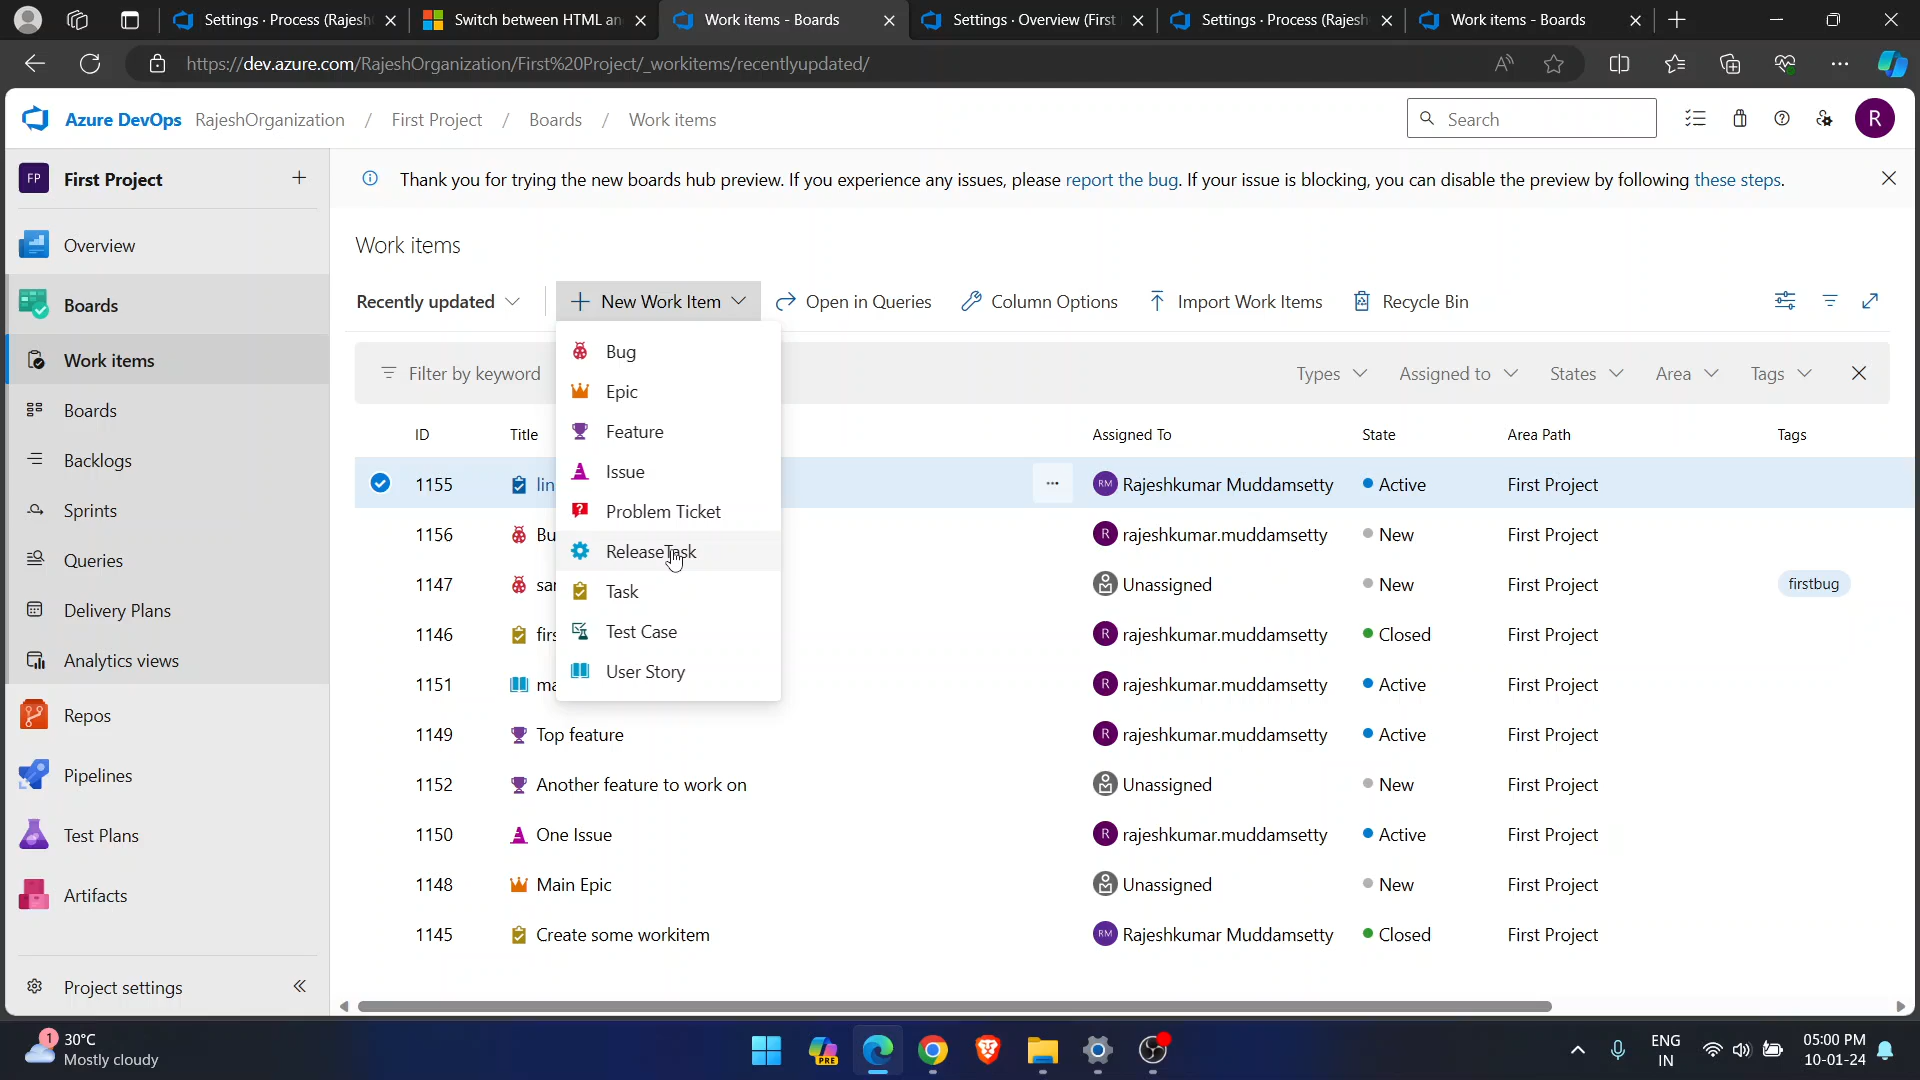 Settings · Process (Rajesh
Switch between HTML an
Work items - Boards
Settings · Overview (First
Settings · Process (Rajesh
Work items - Boards
https://dev.azure.com/RajeshOrganization/First%20Project/_workitems/recentlyupdated/
Azure DevOps RajeshOrganization / First Project / Boards / Work items
Search
R
FP First Project
Thank you for trying the new boards hub preview. If you experience any issues, please report the bug. If your issue is blocking, you can disable the preview by following these steps.
Overview
Boards
Work items
Boards
Backlogs
Sprints
Queries
Delivery Plans
Analytics views
Repos
Pipelines
Test Plans
Artifacts
Project settings
Work items
Recently updated
New Work Item
Open in Queries
Column Options
Import Work Items
Recycle Bin
Filter by keyword
Types
Assigned to
States
Area
Tags
Bug
Epic
Feature
Issue
Problem Ticket
ReleaseTask
Task
Test Case
User Story
ID Title Assigned To State Area Path Tags
1155 lin RM Rajeshkumar Muddamsetty Active First Project
1156 Bu R rajeshkumar.muddamsetty New First Project
1147 sar Unassigned New First Project firstbug
1146 firs R rajeshkumar.muddamsetty Closed First Project
1151 ma R rajeshkumar.muddamsetty Active First Project
1149 Top feature R rajeshkumar.muddamsetty Active First Project
1152 Another feature to work on Unassigned New First Project
1150 One Issue R rajeshkumar.muddamsetty Active First Project
1148 Main Epic Unassigned New First Project
1145 Create some workitem RM Rajeshkumar Muddamsetty Closed First Project
1
30°C
Mostly cloudy
PRE
ENG
IN
05:00 PM
10-01-24